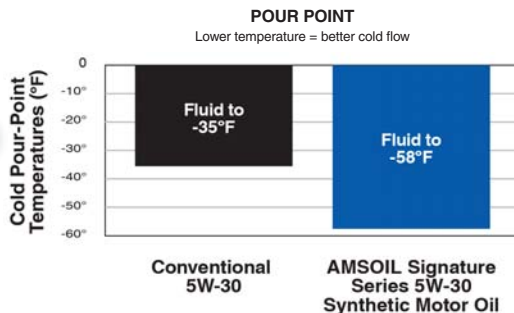 POUR POINT
Lower temperature = better cold flow
Cold Pour-Point
Temperatures (°F)
0
-10°
-20°
-30°
-40°
-50°
-60°
Fluid to
-35°F
Fluid to
-58°F
Conventional
5W-30
AMSOIL Signature
Series 5W-30
Synthetic Motor Oil